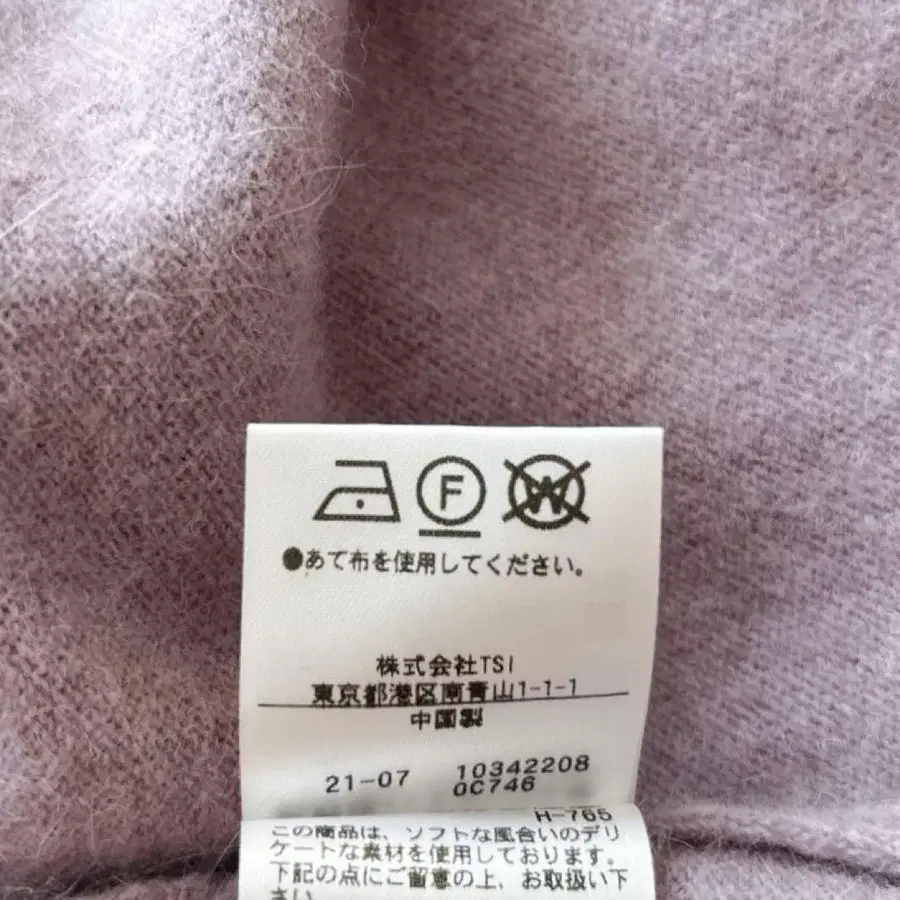 F W
●あて布を使用してください。
株式会社TSI
東京都港区南青山1-1-1
中国製
21-07 10342208
0C746
H-765
この商品は、ソフトな風合いのデリ
ケートな素材を使用しております。
下記の点にご留意の上、お取扱い下
さい